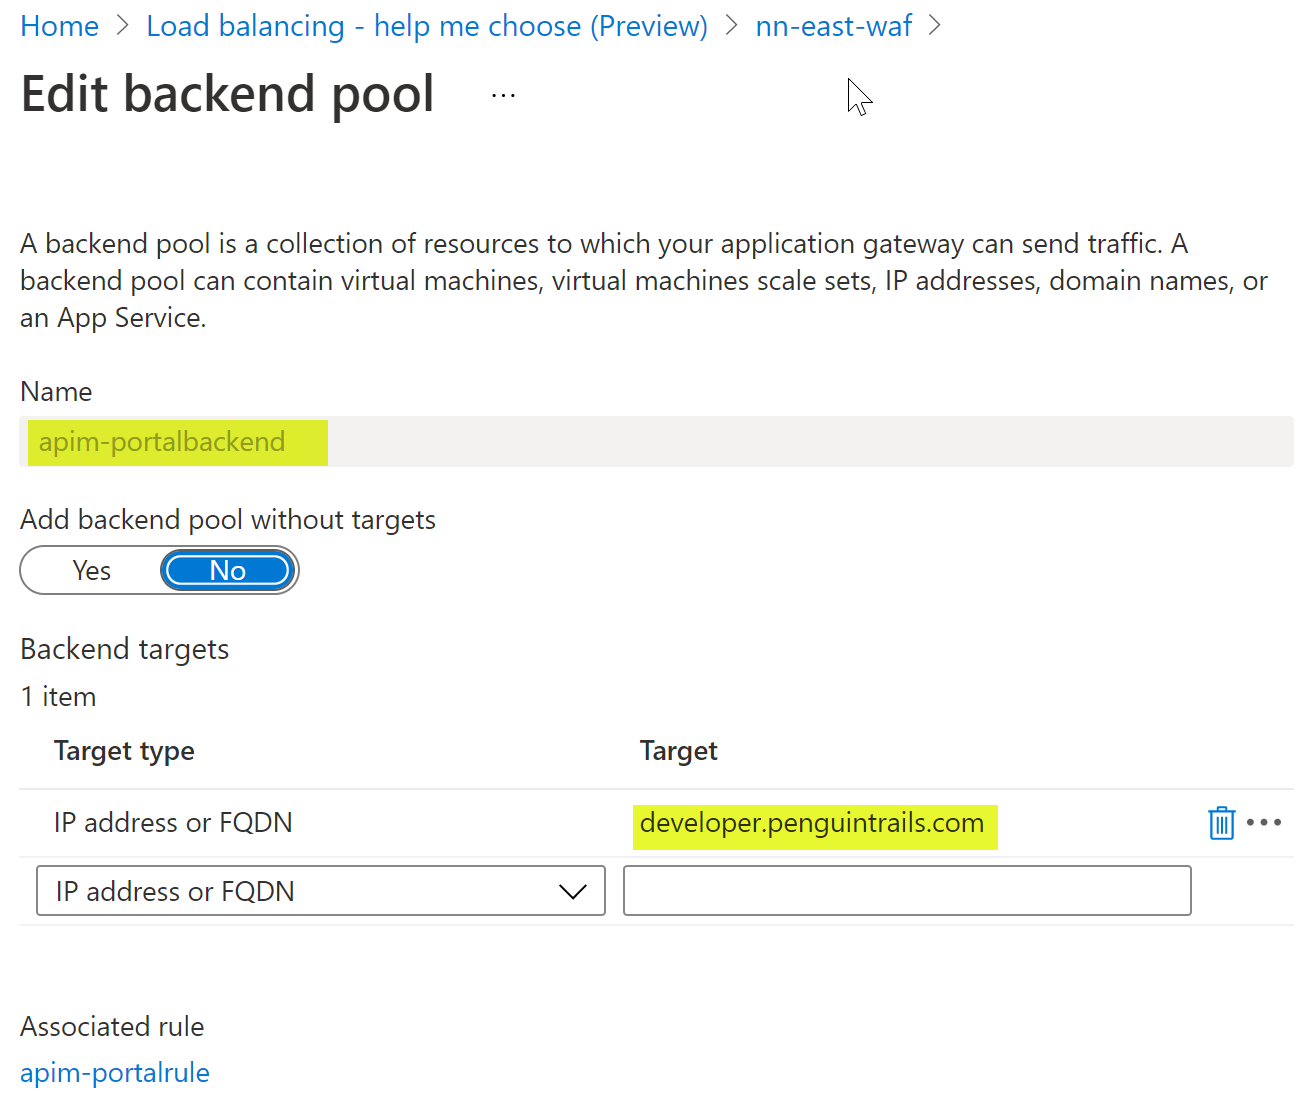 Home > Load balancing - help me choose (Preview) > nn-east-waf >
Edit backend pool ...
A backend pool is a collection of resources to which your application gateway can send traffic. A
backend pool can contain virtual machines, virtual machines scale sets, IP addresses, domain names, or
an App Service.
Name
apim-portalbackend
Add backend pool without targets
Yes No
Backend targets
1 item
Target type Target
IP address or FQDN developer.penguintrails.com
IP address or FQDN
Associated rule
apim-portalrule